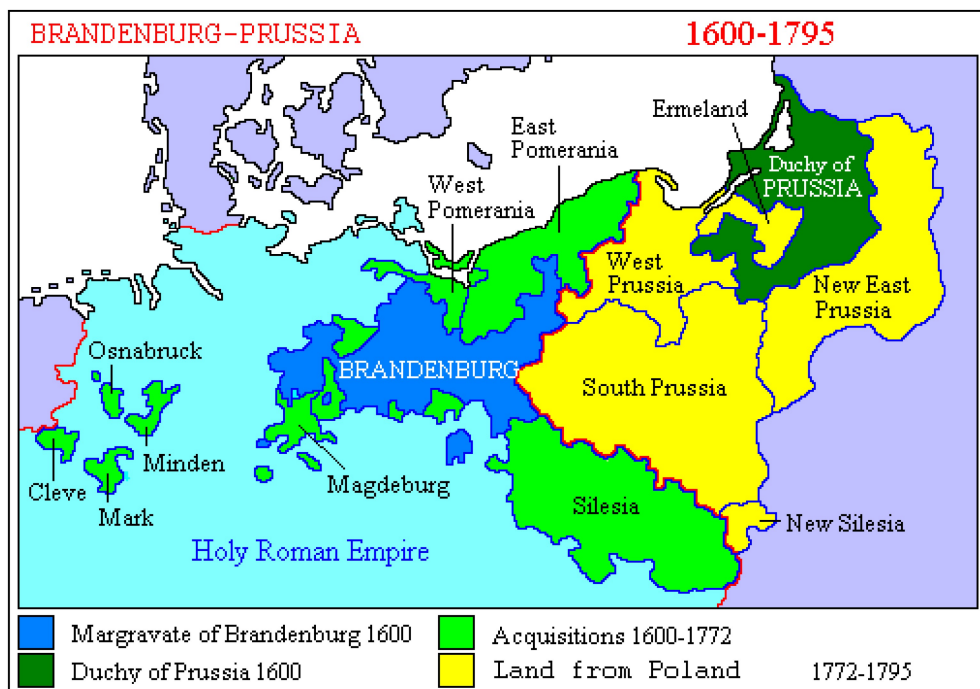 BRANDENBURG-PRUSSIA
1600-1795
Ermeland
East
Pomerania
Duchy of
PRUSSIA
West
Pomerania
West
Prussia
New East
Prussia
Osnabruck
BRANDENBURG
South Prussia
Minden
Cleve
Magdeburg
Mark
Silesia
New Silesia
Holy Roman Empire
Margravate of Brandenburg 1600
Acquisitions 1600-1772
Duchy of Prussia 1600
Land from Poland 1772-1795